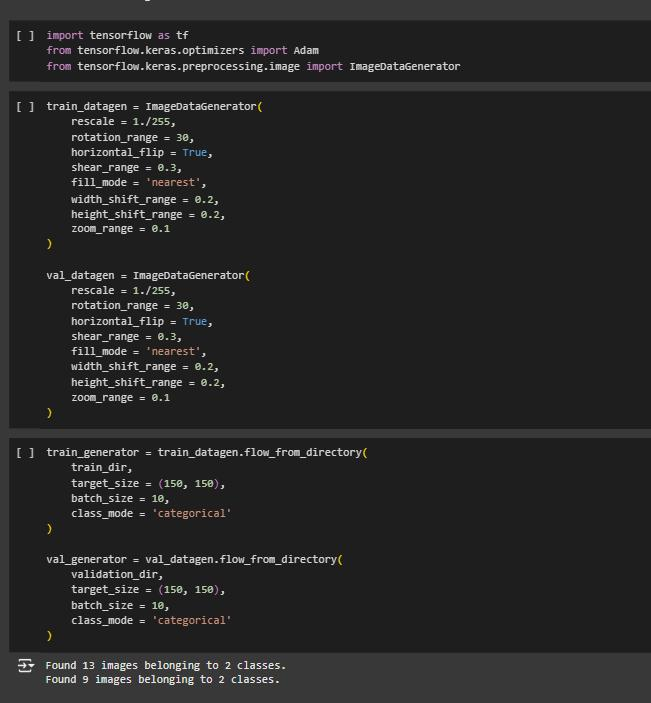 [ ] import tensorflow as tf
from tensorflow.keras.optimizers import Adam
from tensorflow.keras.preprocessing.image import ImageDataGenerator
[ ] train_datagen = ImageDataGenerator(
rescale = 1./255,
rotation_range = 30,
horizontal_flip = True,
shear_range = 0.3,
fill_mode = 'nearest',
width_shift_range = 0.2,
height_shift_range = 0.2,
zoom_range = 0.1
)
val_datagen = ImageDataGenerator(
rescale = 1./255,
rotation_range = 30,
horizontal_flip = True,
shear_range = 0.3,
fill_mode = 'nearest',
width_shift_range = 0.2,
height_shift_range = 0.2,
zoom_range = 0.1
)
[ ] train_generator = train_datagen.flow_from_directory(
train_dir,
target_size = (150, 150),
batch_size = 10,
class_mode = 'categorical'
)
val_generator = val_datagen.flow_from_directory(
validation_dir,
target_size = (150, 150),
batch_size = 10,
class_mode = 'categorical'
)
Found 13 images belonging to 2 classes.
Found 9 images belonging to 2 classes.